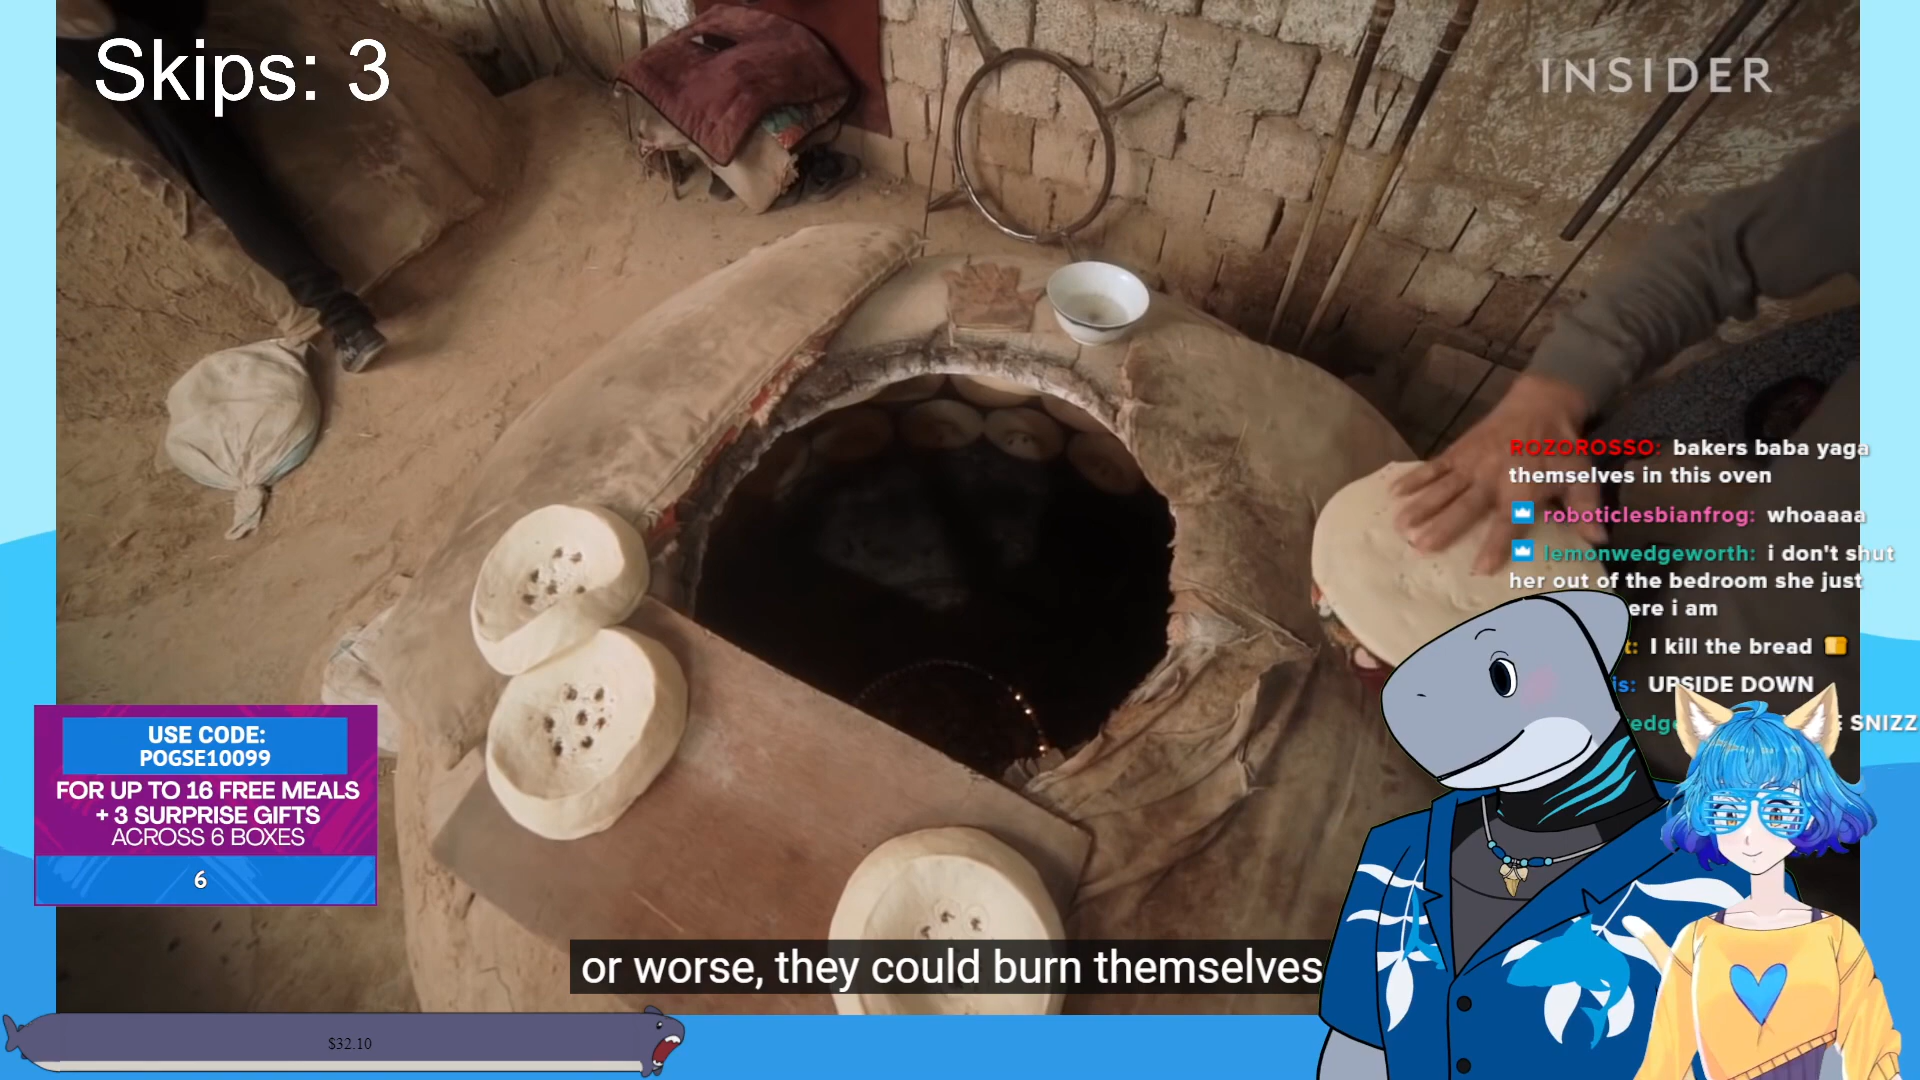 Skips: 3
INSIDER
ROZOROSSO: bakers baba yaga
themselves in this oven
roboticlesbianfrog: whoaaaa
lemonwedgeworth: i don't shut
her out of the bedroom she just
ere i am
t: I kill the bread
is: UPSIDE DOWN
edge SNIZZ
USE CODE:
POGSE10099
FOR UP TO 16 FREE MEALS
+ 3 SURPRISE GIFTS
ACROSS 6 BOXES
6
or worse, they could burn themselves
$32.10